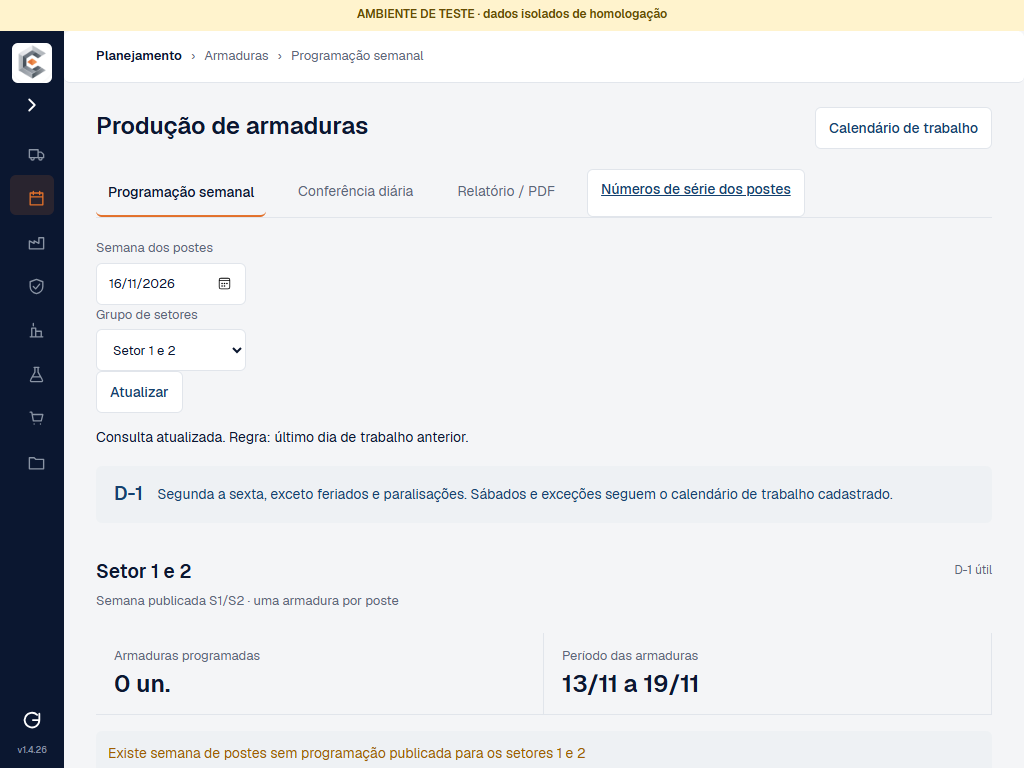 AMBIENTE DE TESTE · dados isolados de homologação
Planejamento › Armaduras › Programação semanal
Produção de armaduras
Calendário de trabalho
Programação semanal
Conferência diária
Relatório / PDF
Números de série dos postes
Semana dos postes
16/11/2026
Grupo de setores
Setor 1 e 2
Atualizar
Consulta atualizada. Regra: último dia de trabalho anterior.
D-1 Segunda a sexta, exceto feriados e paralisações. Sábados e exceções seguem o calendário de trabalho cadastrado.
Setor 1 e 2
D-1 útil
Semana publicada S1/S2 · uma armadura por poste
Armaduras programadas
0 un.
Período das armaduras
13/11 a 19/11
Existe semana de postes sem programação publicada para os setores 1 e 2
v1.4.26